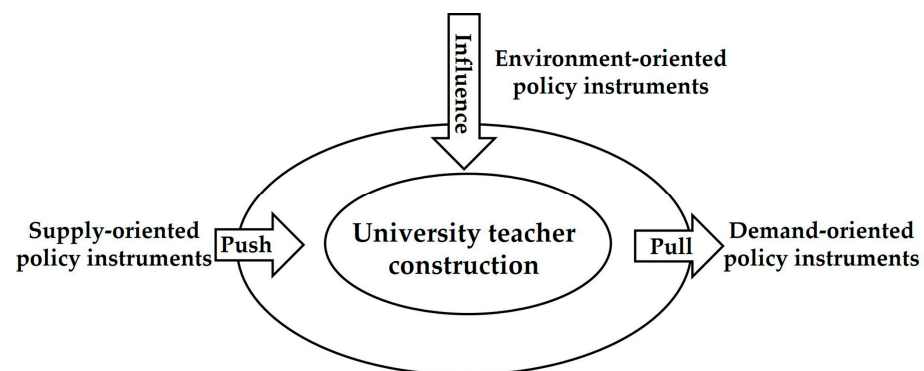 Influence
Environment-oriented
policy instruments
Supply-oriented
policy instruments
Push
University teacher
construction
Pull
Demand-oriented
policy instruments